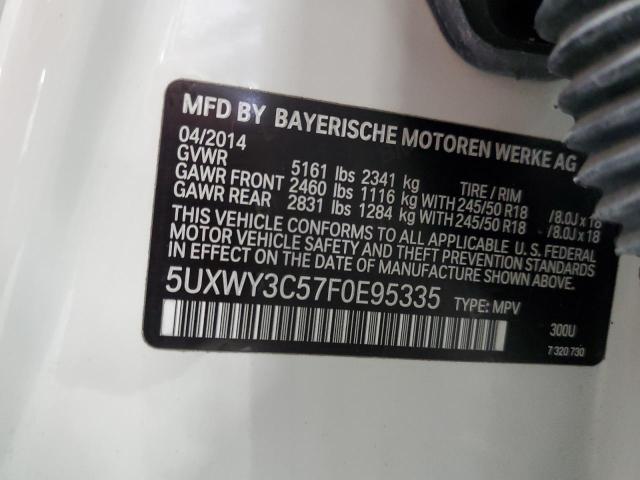 MFD BY BAYERISCHE MOTOREN WERKE AG
04/2014
GVWR 5161 lbs 2341 kg TIRE / RIM
GAWR FRONT 2460 lbs 1116 kg WITH 245/50 R18 /8.0J x 18
GAWR REAR 2831 lbs 1284 kg WITH 245/50 R18 /8.0J x 18
THIS VEHICLE CONFORMS TO ALL APPLICABLE U. S. FEDERAL
MOTOR VEHICLE SAFETY AND THEFT PREVENTION STANDARDS
IN EFFECT ON THE DATE OF MANUFACTURE SHOWN ABOVE.
5UXWY3C57F0E95335 TYPE: MPV
300U
7 320 730